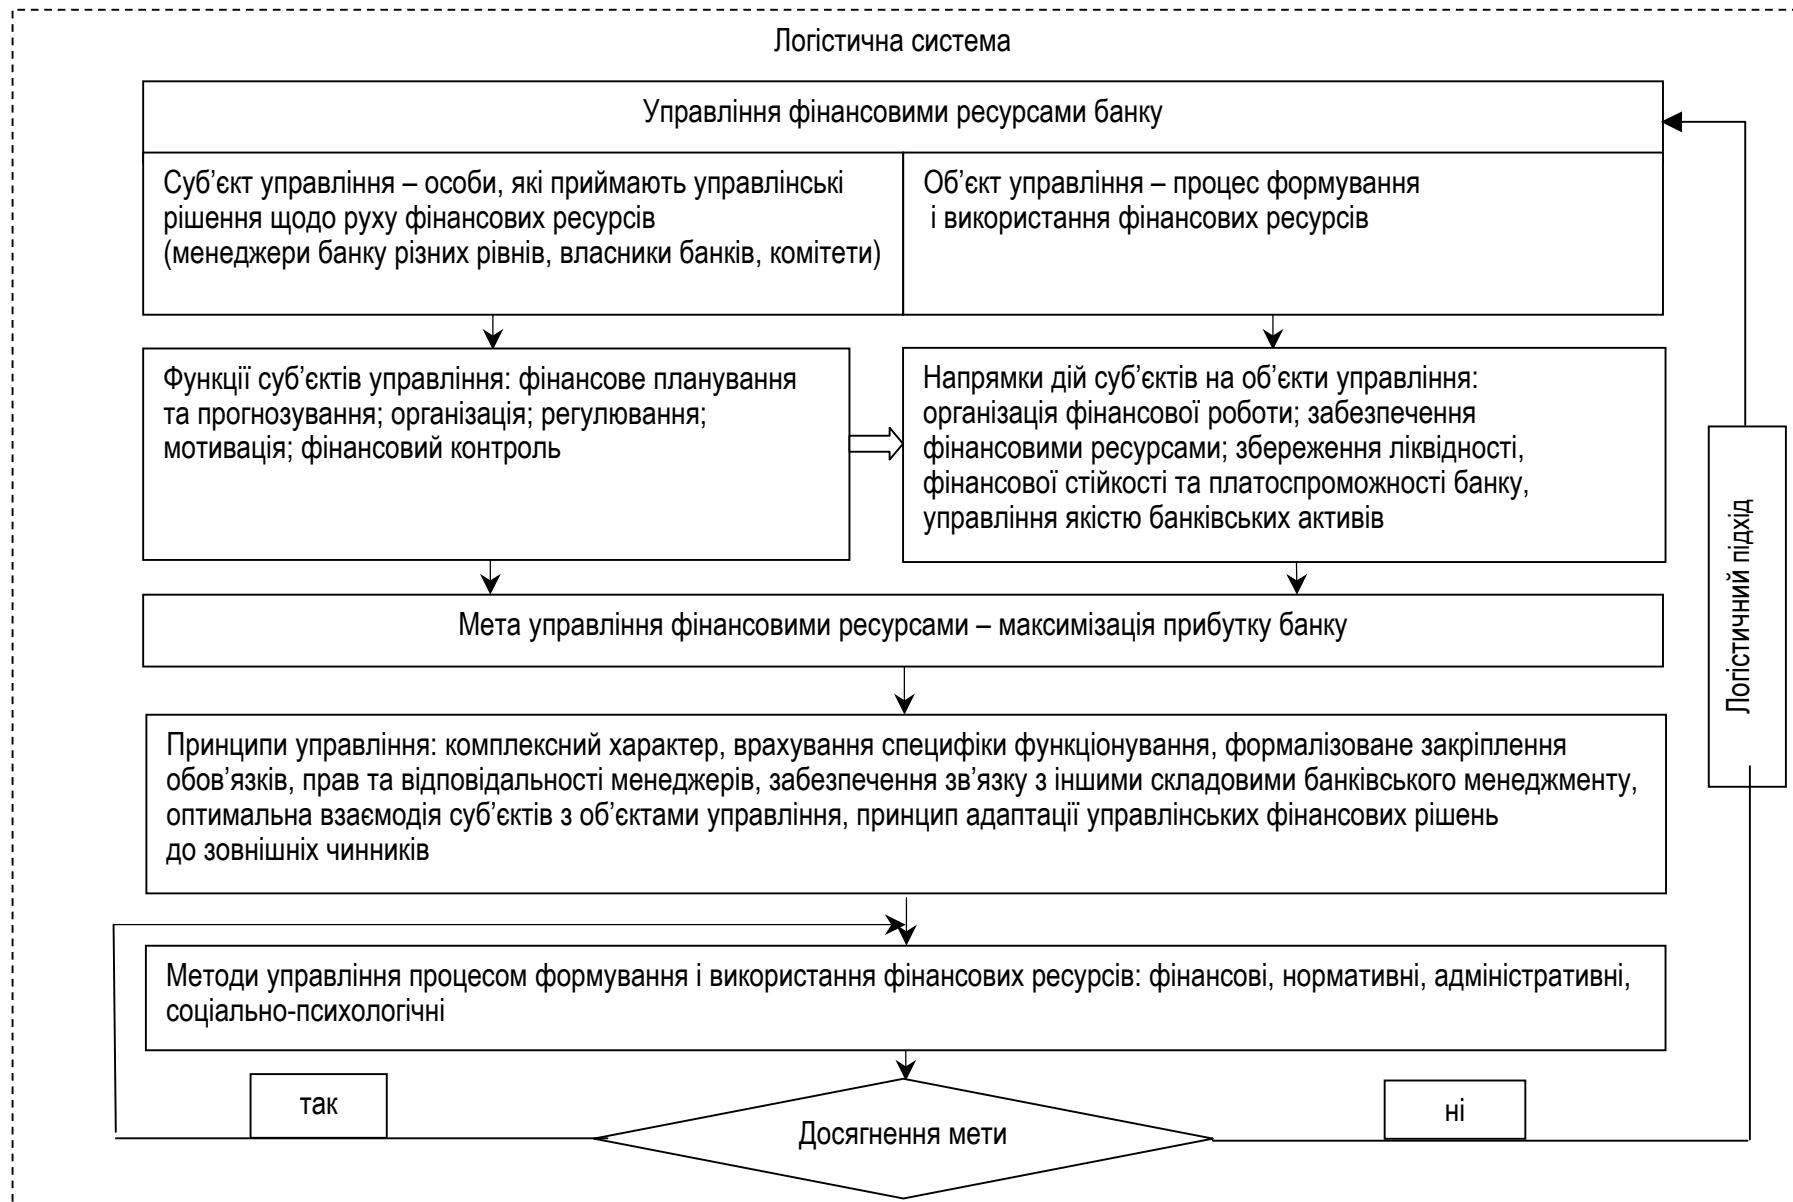 Логістична система
Управління фінансовими ресурсами банку
Суб’єкт управління – особи, які приймають управлінські
рішення щодо руху фінансових ресурсів
(менеджери банку різних рівнів, власники банків, комітети)
Об’єкт управління – процес формування
і використання фінансових ресурсів
Функції суб’єктів управління: фінансове планування
та прогнозування; організація; регулювання;
мотивація; фінансовий контроль
Напрямки дій суб’єктів на об’єкти управління:
організація фінансової роботи; забезпечення
фінансовими ресурсами; збереження ліквідності,
фінансової стійкості та платоспроможності банку,
управління якістю банківських активів
Логістичний підхід
Мета управління фінансовими ресурсами – максимізація прибутку банку
Принципи управління: комплексний характер, врахування специфіки функціонування, формалізоване закріплення
обов’язків, прав та відповідальності менеджерів, забезпечення зв’язку з іншими складовими банківського менеджменту,
оптимальна взаємодія суб’єктів з об’єктами управління, принцип адаптації управлінських фінансових рішень
до зовнішніх чинників
Методи управління процесом формування і використання фінансових ресурсів: фінансові, нормативні, адміністративні,
соціально-психологічні
так
Досягнення мети
ні